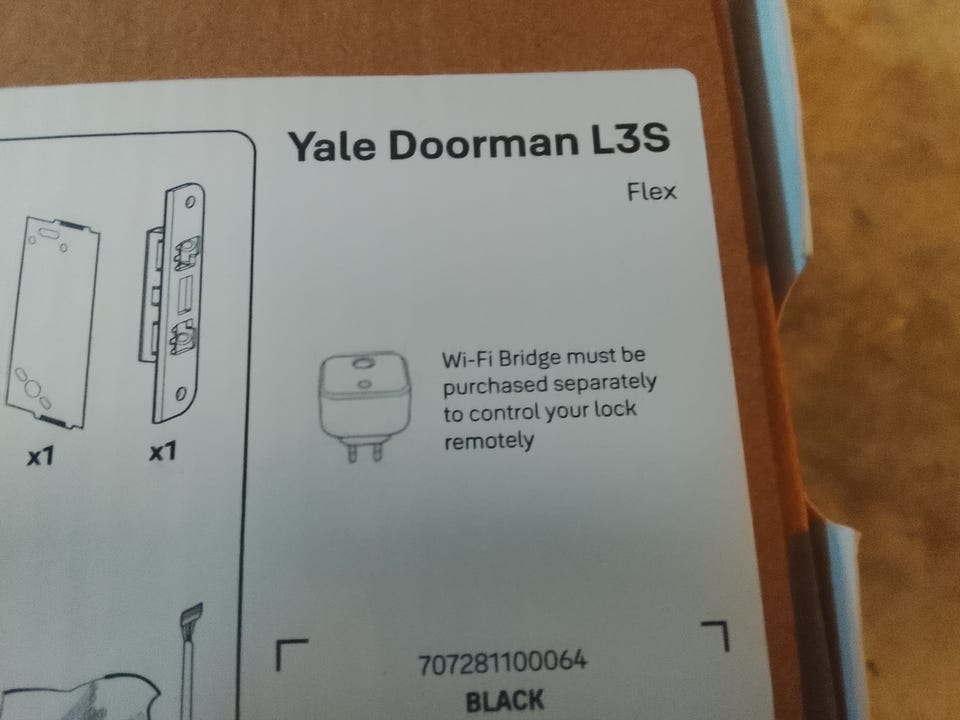 Yale Doorman L3S
Flex
Wi-Fi Bridge must be
purchased separately
to control your lock
remotely
x1
x1
707281100064
BLACK